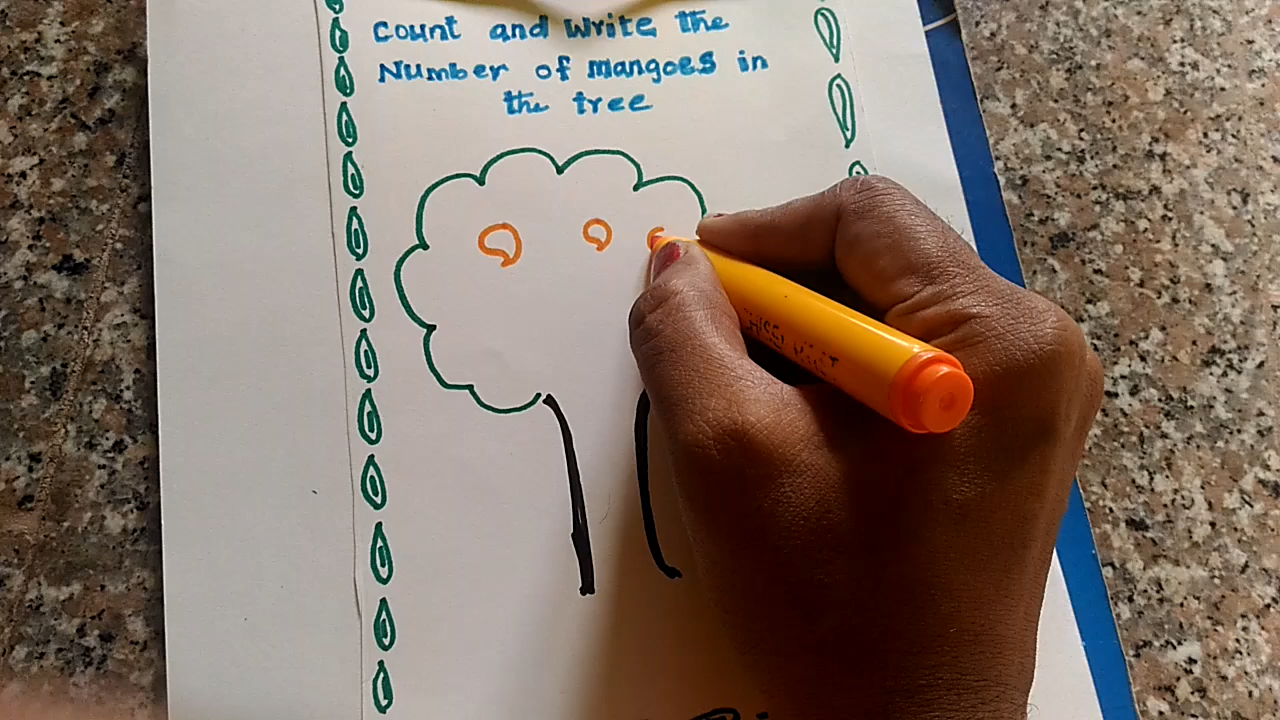 Count and Write the
Number of mangoes in
the tree